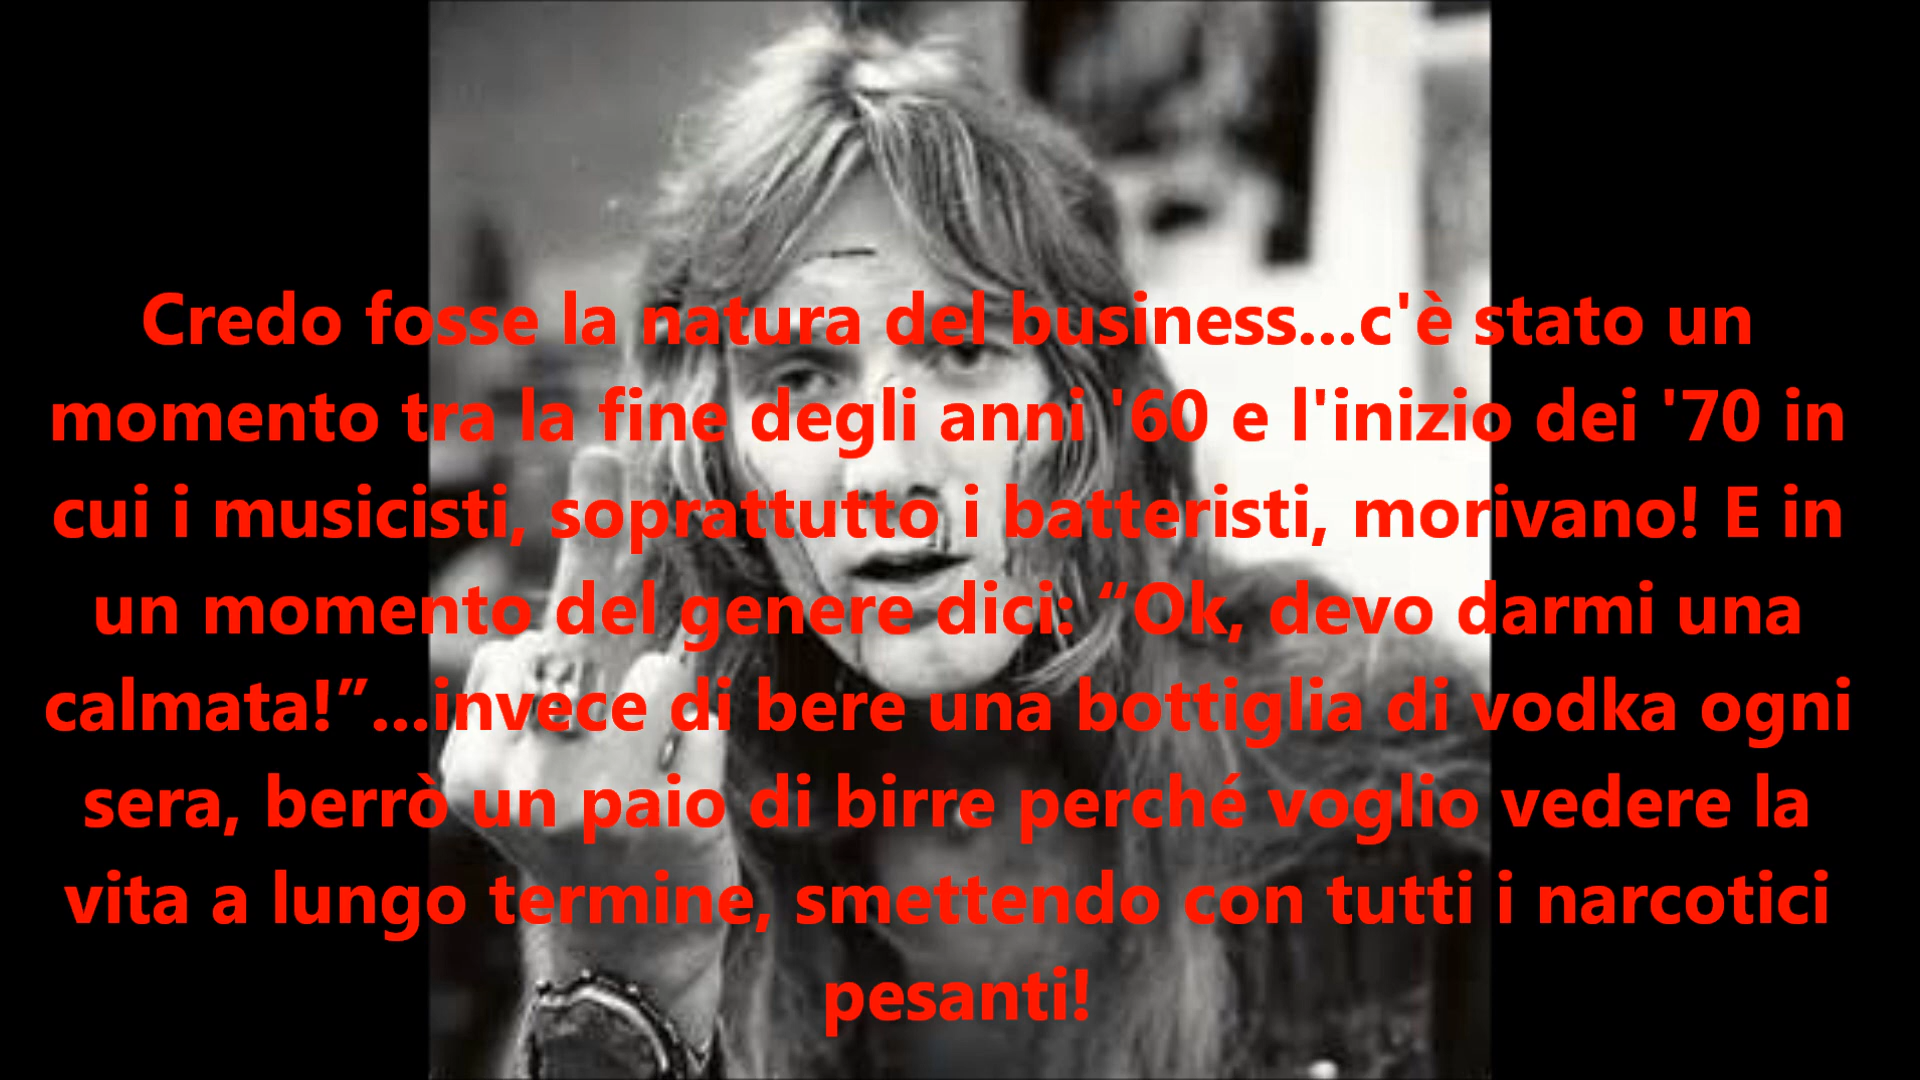 Credo fosse la natura del business...c'è stato un
momento tra la fine degli anni '60 e l'inizio dei '70 in
cui i musicisti, soprattutto i batteristi, morivano! E in
un momento del genere dici: “Ok, devo darmi una
calmata!”...invece di bere una bottiglia di vodka ogni
sera, berrò un paio di birre perché voglio vedere la
vita a lungo termine, smettendo con tutti i narcotici
pesanti!